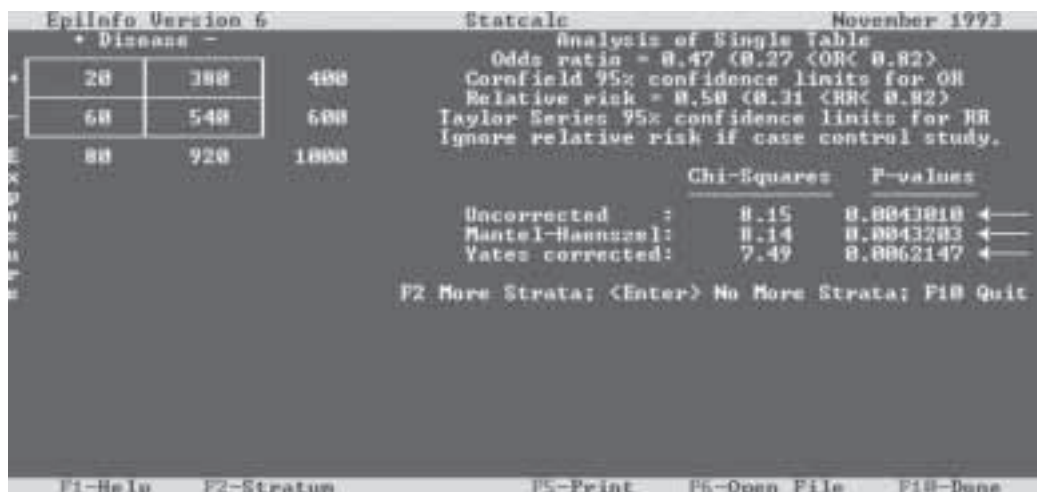 EpiInfo Version 6 Statcalc November 1993
+ Disease -
Analysis of Single Table
Odds ratio = 0.47 (0.27 <OR< 0.82)
+ 20 380 400
Cornfield 95% confidence limits for OR
Relative risk = 0.50 (0.31 <RR< 0.82)
- 60 540 600
Taylor Series 95% confidence limits for RR
Ignore relative risk if case control study.
E x p o s u r e
80 920 1000
Chi-Squares P-values
Uncorrected : 8.15 0.0043010
Mantel-Haenszel: 8.14 0.0043203
Yates corrected: 7.49 0.0062147
F2 More Strata; <Enter> No More Strata; F10 Quit
F1-Help F2-Stratum F5-Print F6-Open File F10-Done